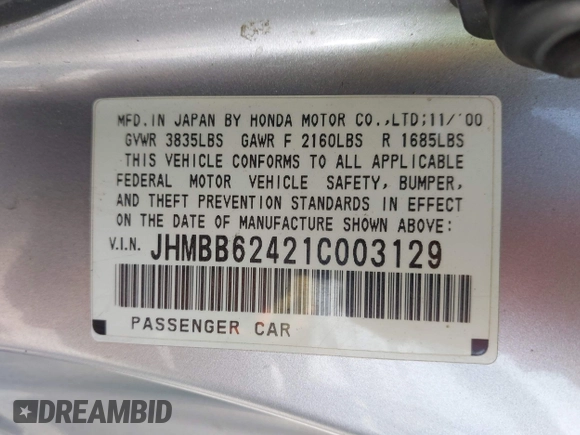 MFD. IN JAPAN BY HONDA MOTOR CO.,LTD;11/'00
GVWR 3835LBS GAWR F 2160LBS R 1685LBS
THIS VEHICLE CONFORMS TO ALL APPLICABLE
FEDERAL MOTOR VEHICLE SAFETY, BUMPER,
AND THEFT PREVENTION STANDARDS IN EFFECT
ON THE DATE OF MANUFACTURE SHOWN ABOVE:
V.I.N. JHMBB62421C003129
PASSENGER CAR
DREAMBID